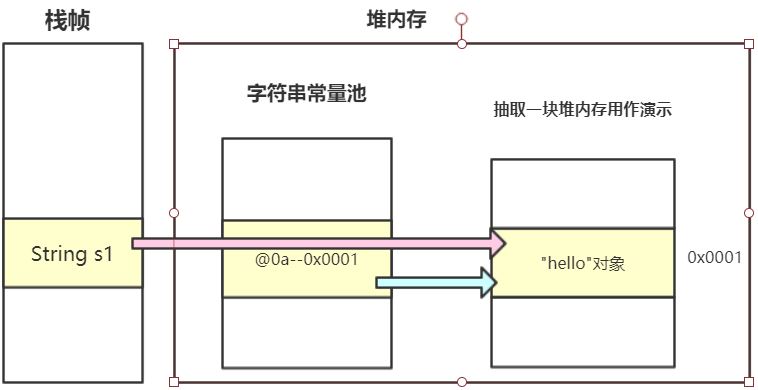 栈帧
堆内存
字符串常量池
抽取一块堆内存用作演示
String s1
@0a--0x0001
"hello"对象
0x0001